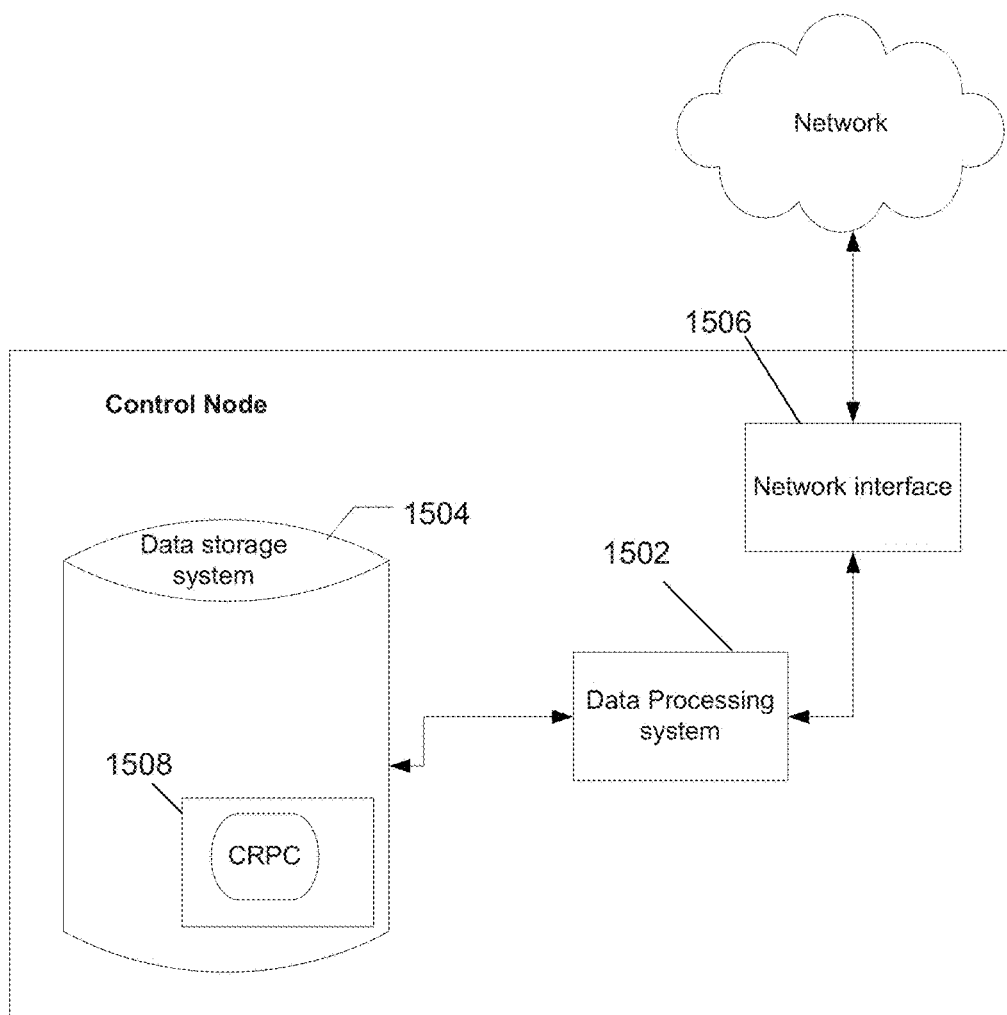 Network
1506
Control Node
Network interface
1504
Data storage
system
1502
Data Processing
system
1508
CRPC